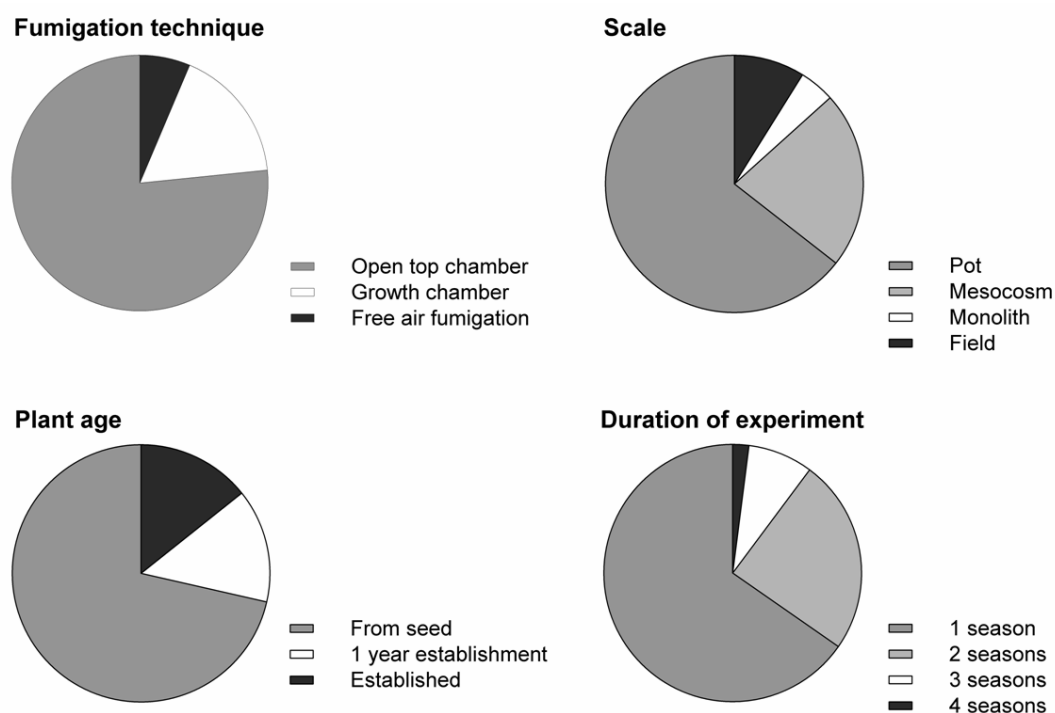 Fumigation technique
Open top chamber
Growth chamber
Free air fumigation
Scale
Pot
Mesocosm
Monolith
Field
Plant age
From seed
1 year establishment
Established
Duration of experiment
1 season
2 seasons
3 seasons
4 seasons